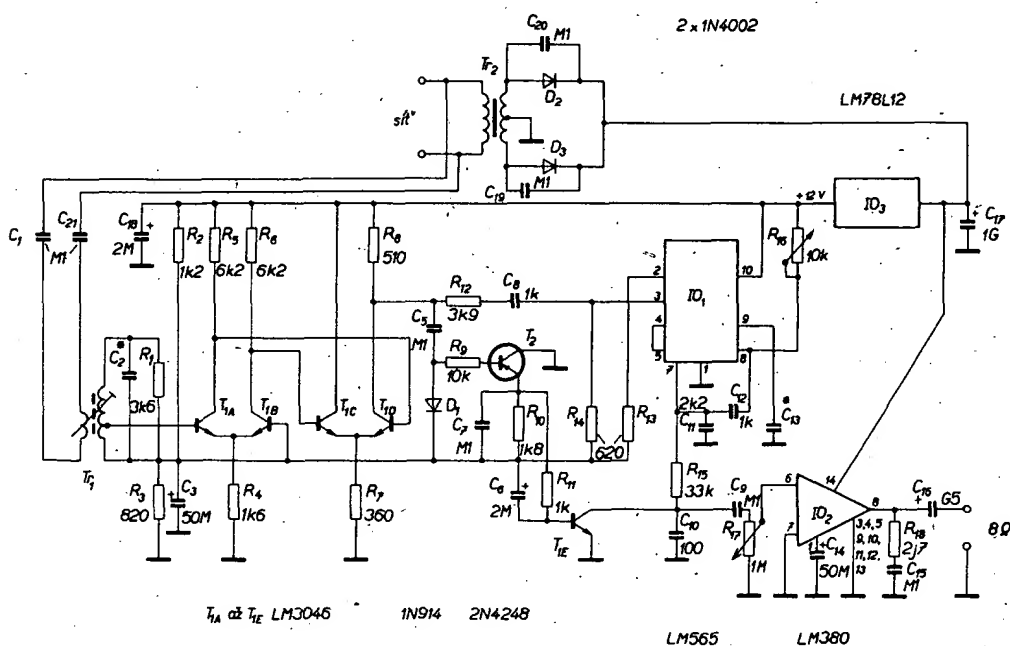 C20 M1
2 x 1N4002
Tr2
D2
síť
LM78L12
D3
M1
C19
+12 V
IO3
C17
1G
C1
C21
M1
C18
2M
R2
1k2
R5
6k2
R6
6k2
R8
510
R16
10k
2
3
4
5
7
1
10
9
8
IO1
R12
3k9
C8
1k
C5
M1
T2
R9
10k
C2*
R1
3k6
T1A
T1B
T1C
T1D
D1
C7
M1
R10
1k8
R14
620
R13
2k2
C11
C12
1k
C13*
Tr1
R3
820
C3
50M
R4
1k6
R7
360
C6
2M
R11
1k
T1E
R15
33k
C10
100
C9
M1
R17
1M
6
7
14
IO2
8
1
C14
50M
3, 4, 5
9, 10,
11, 12,
13
C16
G5
R18
2j7
C15
M1
8Ω
T1A až T1E LM3046
1N914
2N4248
LM565
LM380